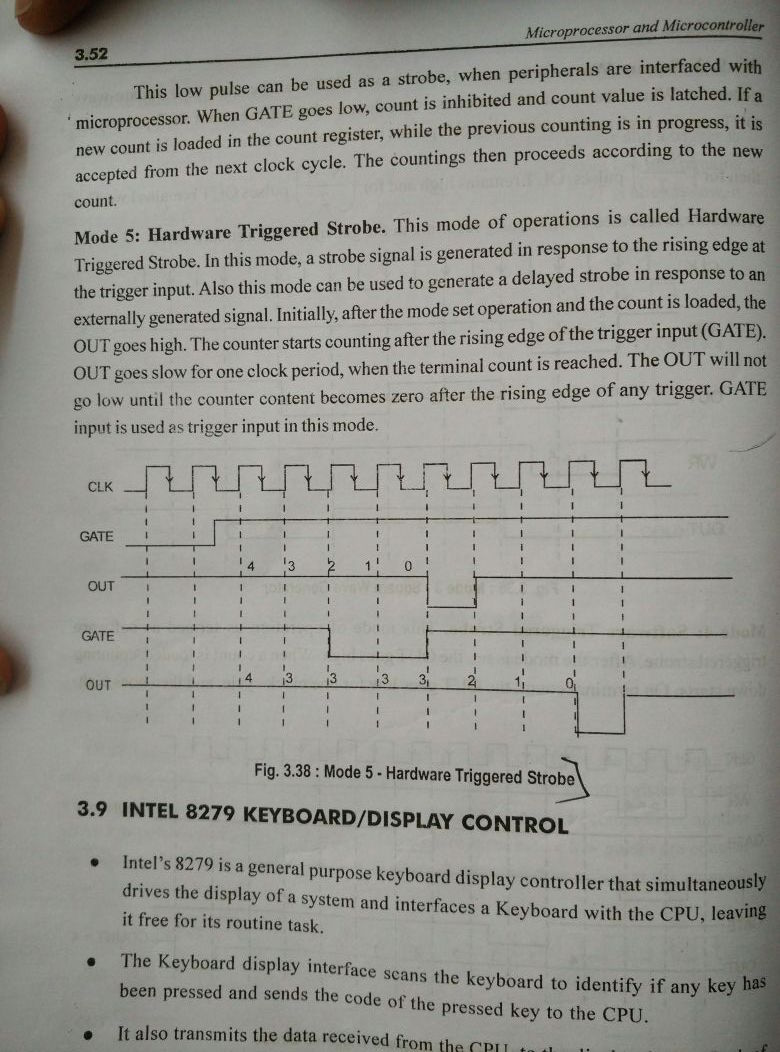 Microprocessor and Microcontroller
3.52
This low pulse can be used as a strobe, when peripherals are interfaced with
microprocessor. When GATE goes low, count is inhibited and count value is latched. If a
new count is loaded in the count register, while the previous counting is in progress, it is
accepted from the next clock cycle. The countings then proceeds according to the new
count.
Mode 5: Hardware Triggered Strobe. This mode of operations is called Hardware
Triggered Strobe. In this mode, a strobe signal is generated in response to the rising edge at
the trigger input. Also this mode can be used to generate a delayed strobe in response to an
externally generated signal. Initially, after the mode set operation and the count is loaded, the
OUT goes high. The counter starts counting after the rising edge of the trigger input (GATE).
OUT goes slow for one clock period, when the terminal count is reached. The OUT will not
go low until the counter content becomes zero after the rising edge of any trigger. GATE
input is used as trigger input in this mode.
CLK
GATE
4 3 2 1 0
OUT
GATE
4 3 3 3 3 2 1 0
OUT
Fig. 3.38 : Mode 5 - Hardware Triggered Strobe
3.9 INTEL 8279 KEYBOARD/DISPLAY CONTROL
• Intel's 8279 is a general purpose keyboard display controller that simultaneously
drives the display of a system and interfaces a Keyboard with the CPU, leaving
it free for its routine task.
• The Keyboard display interface scans the keyboard to identify if any key has
been pressed and sends the code of the pressed key to the CPU.
• It also transmits the data received from the CPU, to the